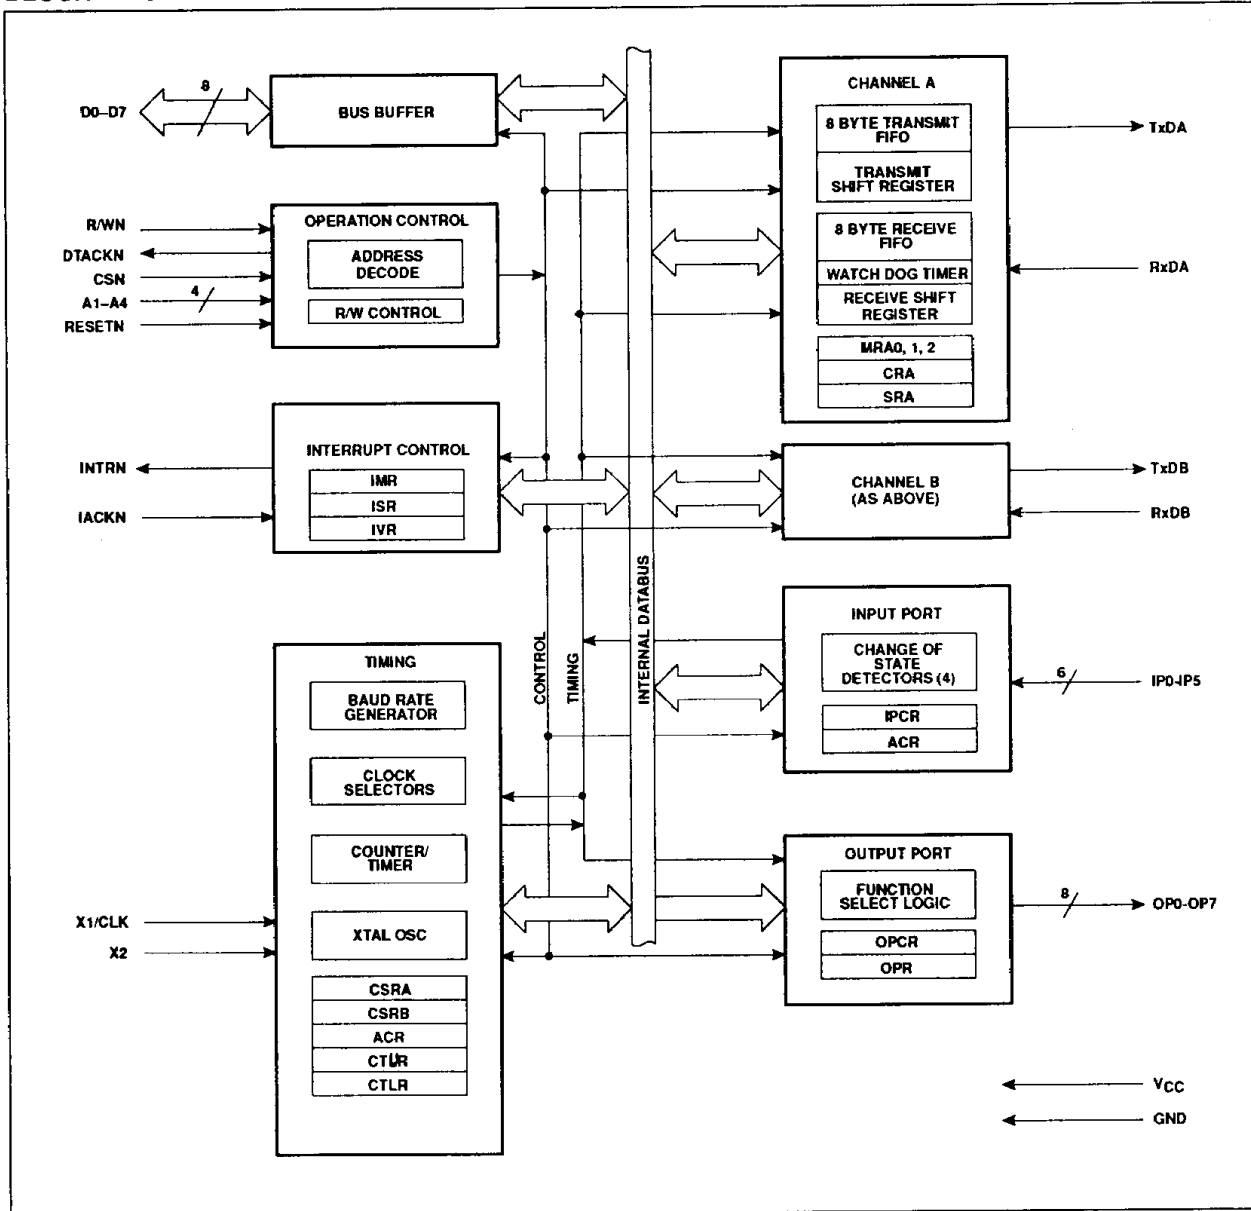 D0–D7
8
BUS BUFFER
R/WN
DTACKN
CSN
A1–A4
4
RESETN
OPERATION CONTROL
ADDRESS
DECODE
R/W CONTROL
INTRN
IACKN
INTERRUPT CONTROL
IMR
ISR
IVR
TIMING
BAUD RATE
GENERATOR
CLOCK
SELECTORS
COUNTER/
TIMER
XTAL OSC
CSRA
CSRB
ACR
CTUR
CTLR
X1/CLK
X2
CONTROL
TIMING
INTERNAL DATABUS
CHANNEL A
8 BYTE TRANSMIT
FIFO
TRANSMIT
SHIFT REGISTER
8 BYTE RECEIVE
FIFO
WATCH DOG TIMER
RECEIVE SHIFT
REGISTER
MRA0, 1, 2
CRA
SRA
TxDA
RxDA
CHANNEL B
(AS ABOVE)
TxDB
RxDB
INPUT PORT
CHANGE OF
STATE
DETECTORS (4)
IPCR
ACR
6
IP0-IP5
OUTPUT PORT
FUNCTION
SELECT LOGIC
OPCR
OPR
8
OP0-OP7
VCC
GND